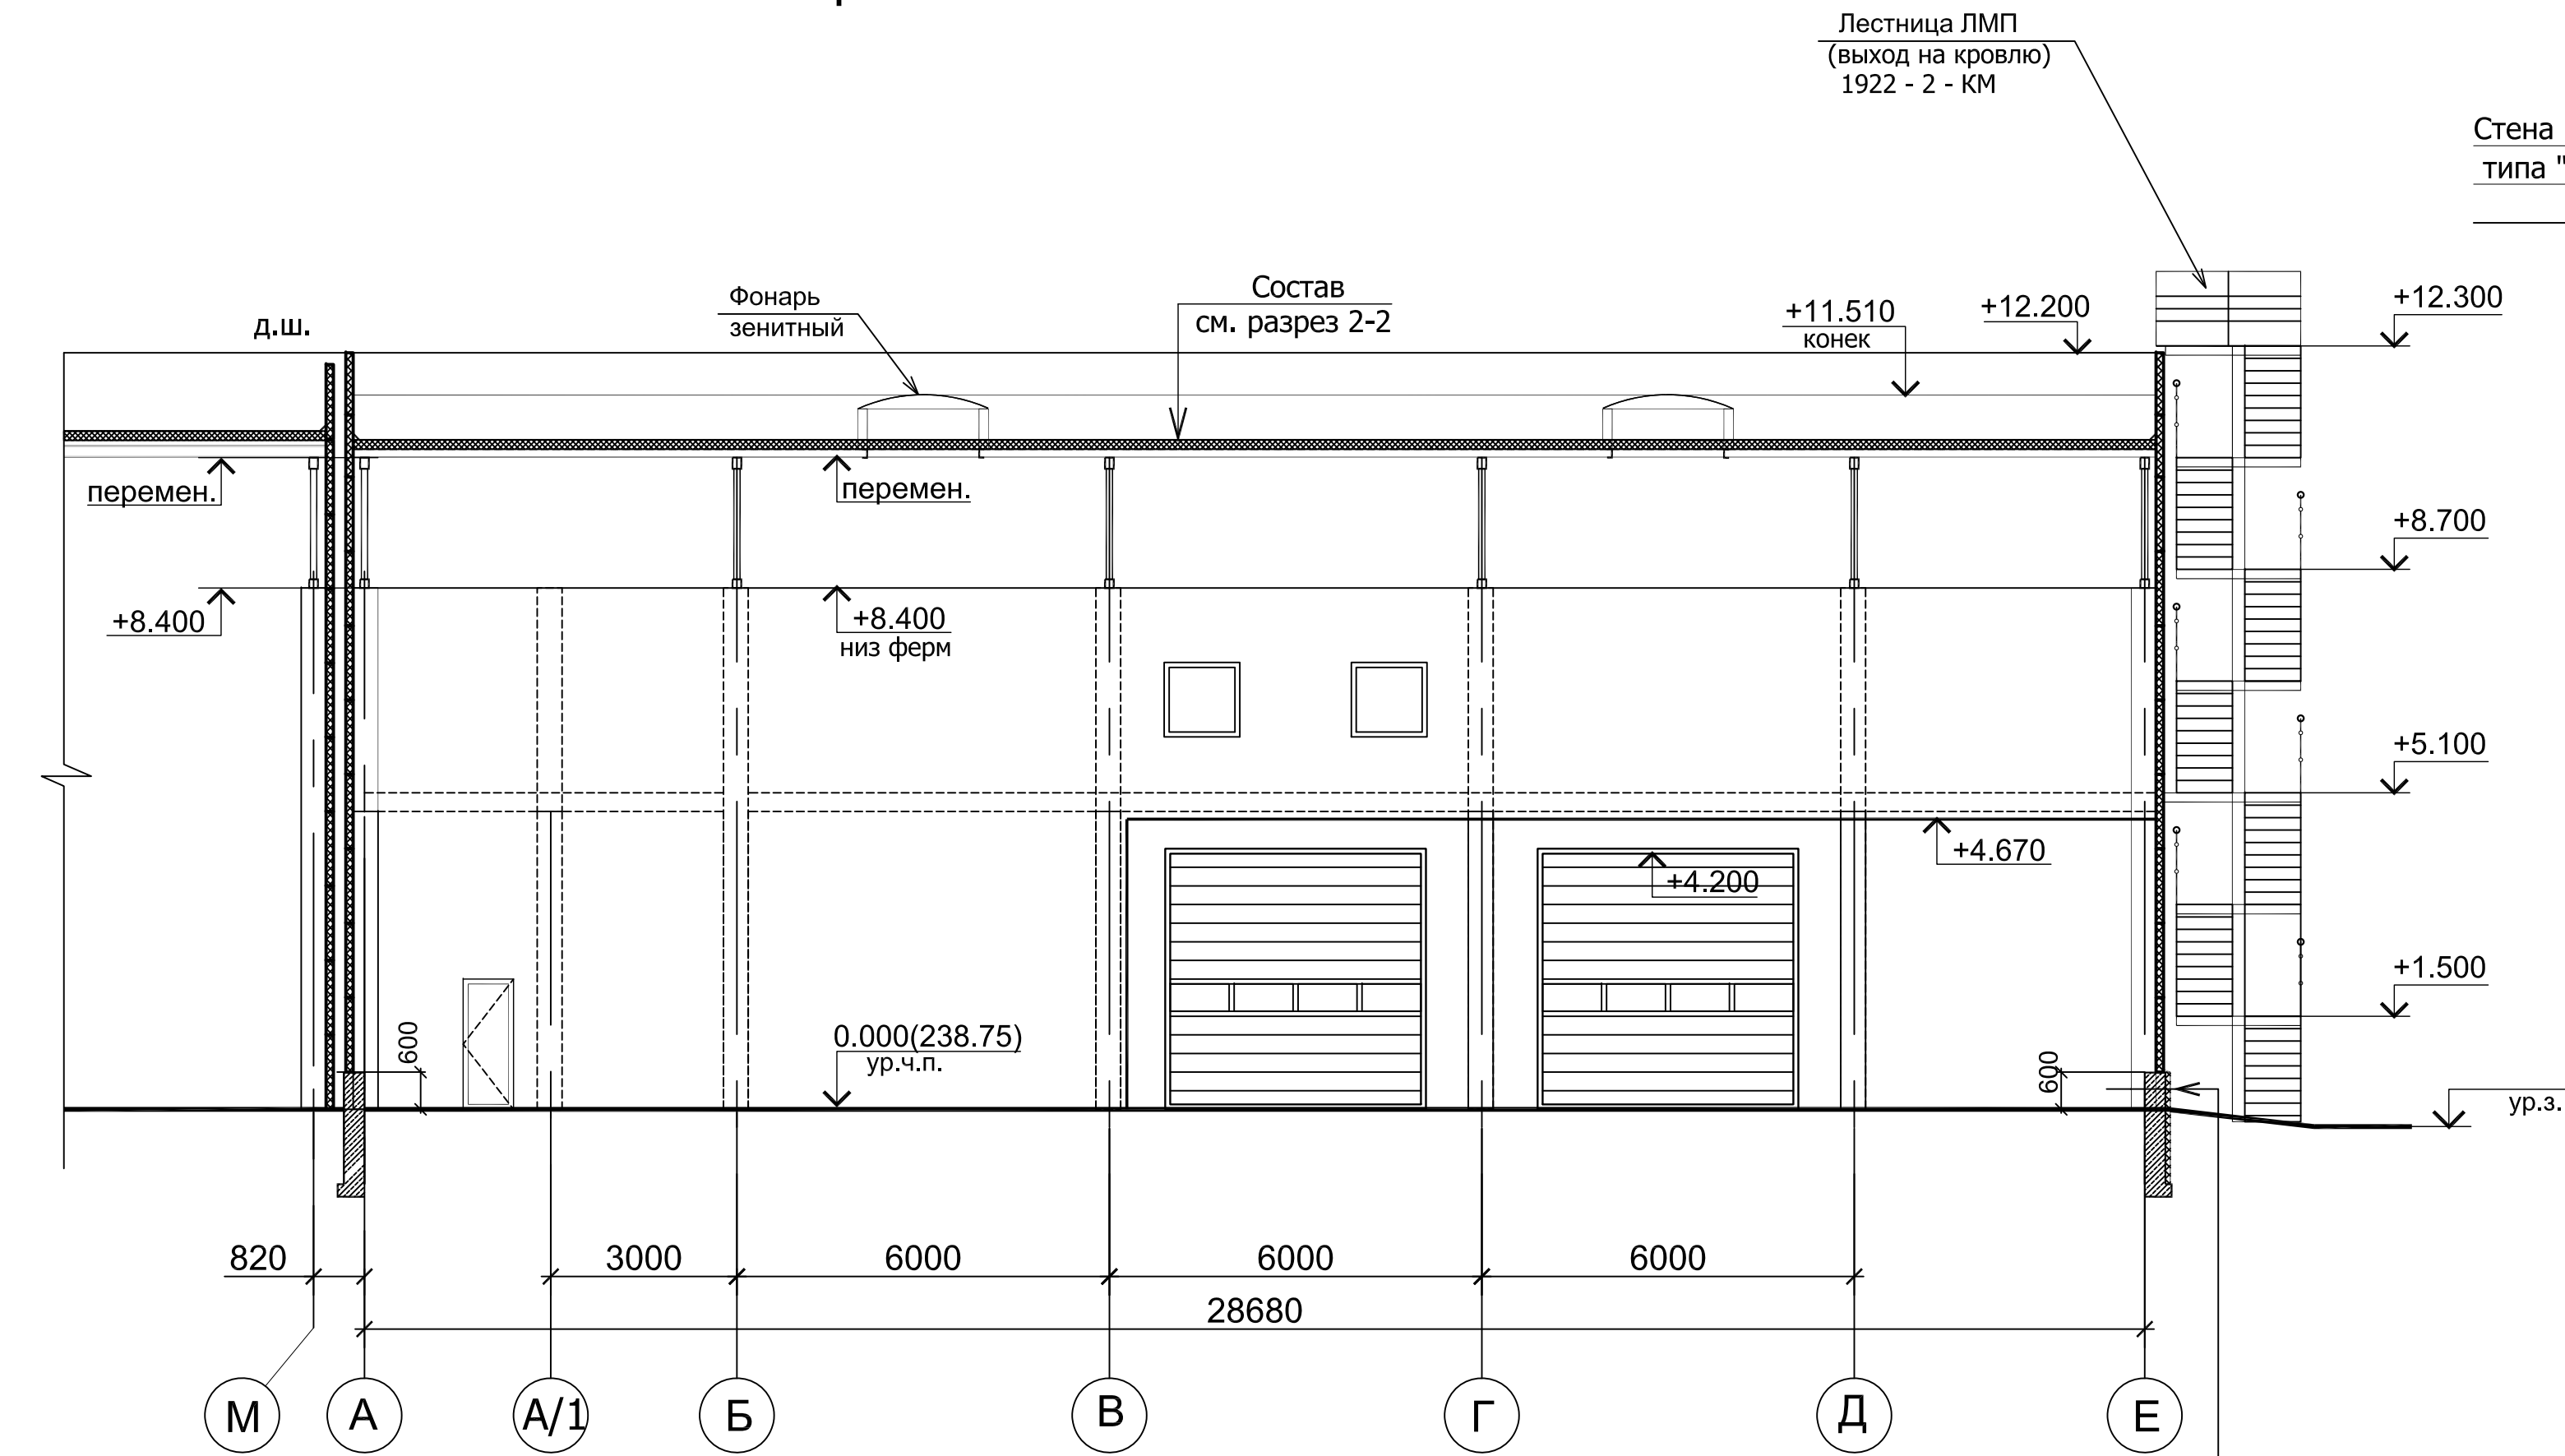 Лестница ЛМП
(выход на кровлю)
1922 - 2 - КМ
Стена
типа "
д.ш.
Фонарь
зенитный
Состав
см. разрез 2-2
+11.510
конек
+12.200
+12.300
перемен.
перемен.
+8.700
+8.400
+8.400
низ ферм
+5.100
+4.670
+4.200
+1.500
600
0.000(238.75)
ур.ч.п.
600
ур.з.
820
3000
6000
6000
6000
28680
М
А
А/1
Б
В
Г
Д
Е